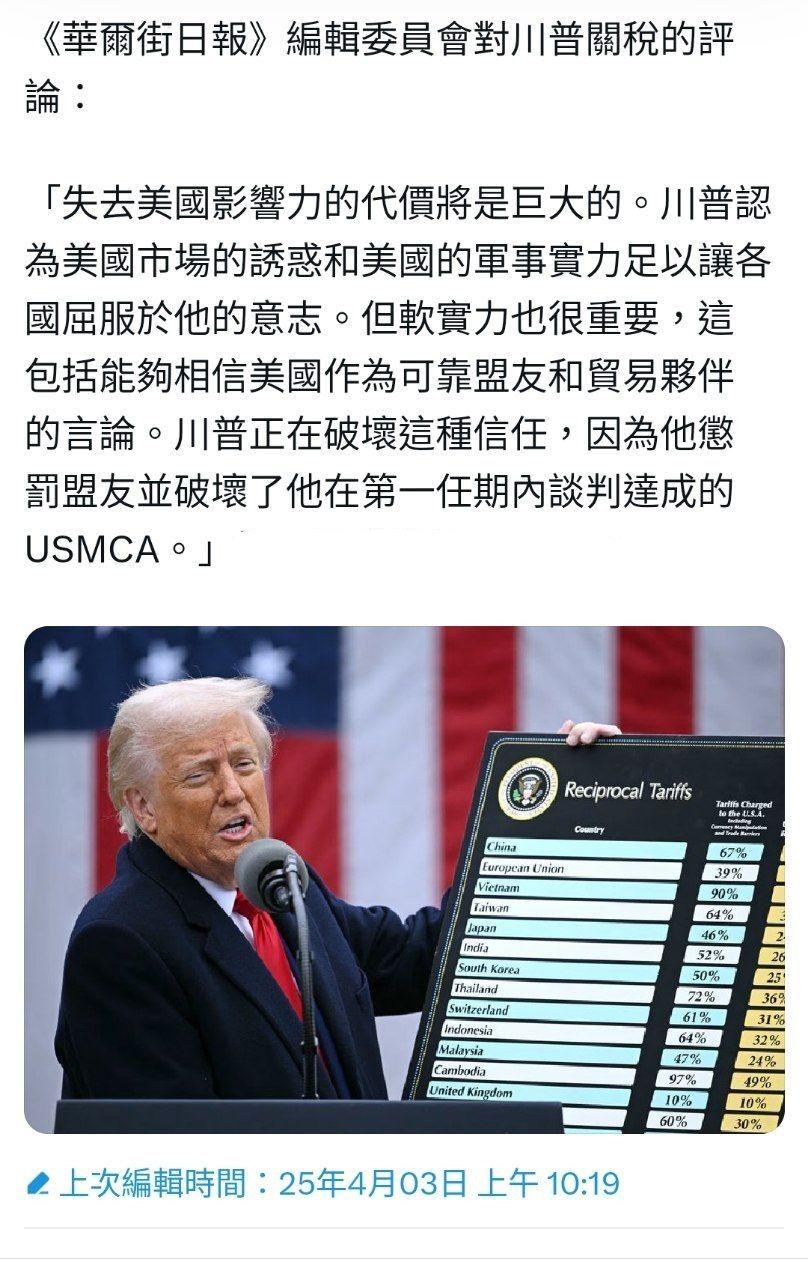 《華爾街日報》編輯委員會對川普關稅的評
論：
「失去美國影響力的代價將是巨大的。川普認
為美國市場的誘惑和美國的軍事實力足以讓各
國屈服於他的意志。但軟實力也很重要，這
包括能夠相信美國作為可靠盟友和貿易夥伴
的言論。川普正在破壞這種信任，因為他懲
罰盟友並破壞了他在第一任期內談判達成的
USMCA。」
Reciprocal Tariffs
Tariffs Charged
to the U.S.A.
Including
Currency Manipulation
and Trade Barriers
Country
China 67%
European Union 39%
Vietnam 90%
Taiwan 64%
Japan 46%
India 52% 26
South Korea 50% 25
Thailand 72% 36%
Switzerland 61% 31%
Indonesia 64% 32%
Malaysia 47% 24%
Cambodia 97% 49%
United Kingdom 10% 10%
60% 30%
上次編輯時間：25年4月03日 上午 10:19